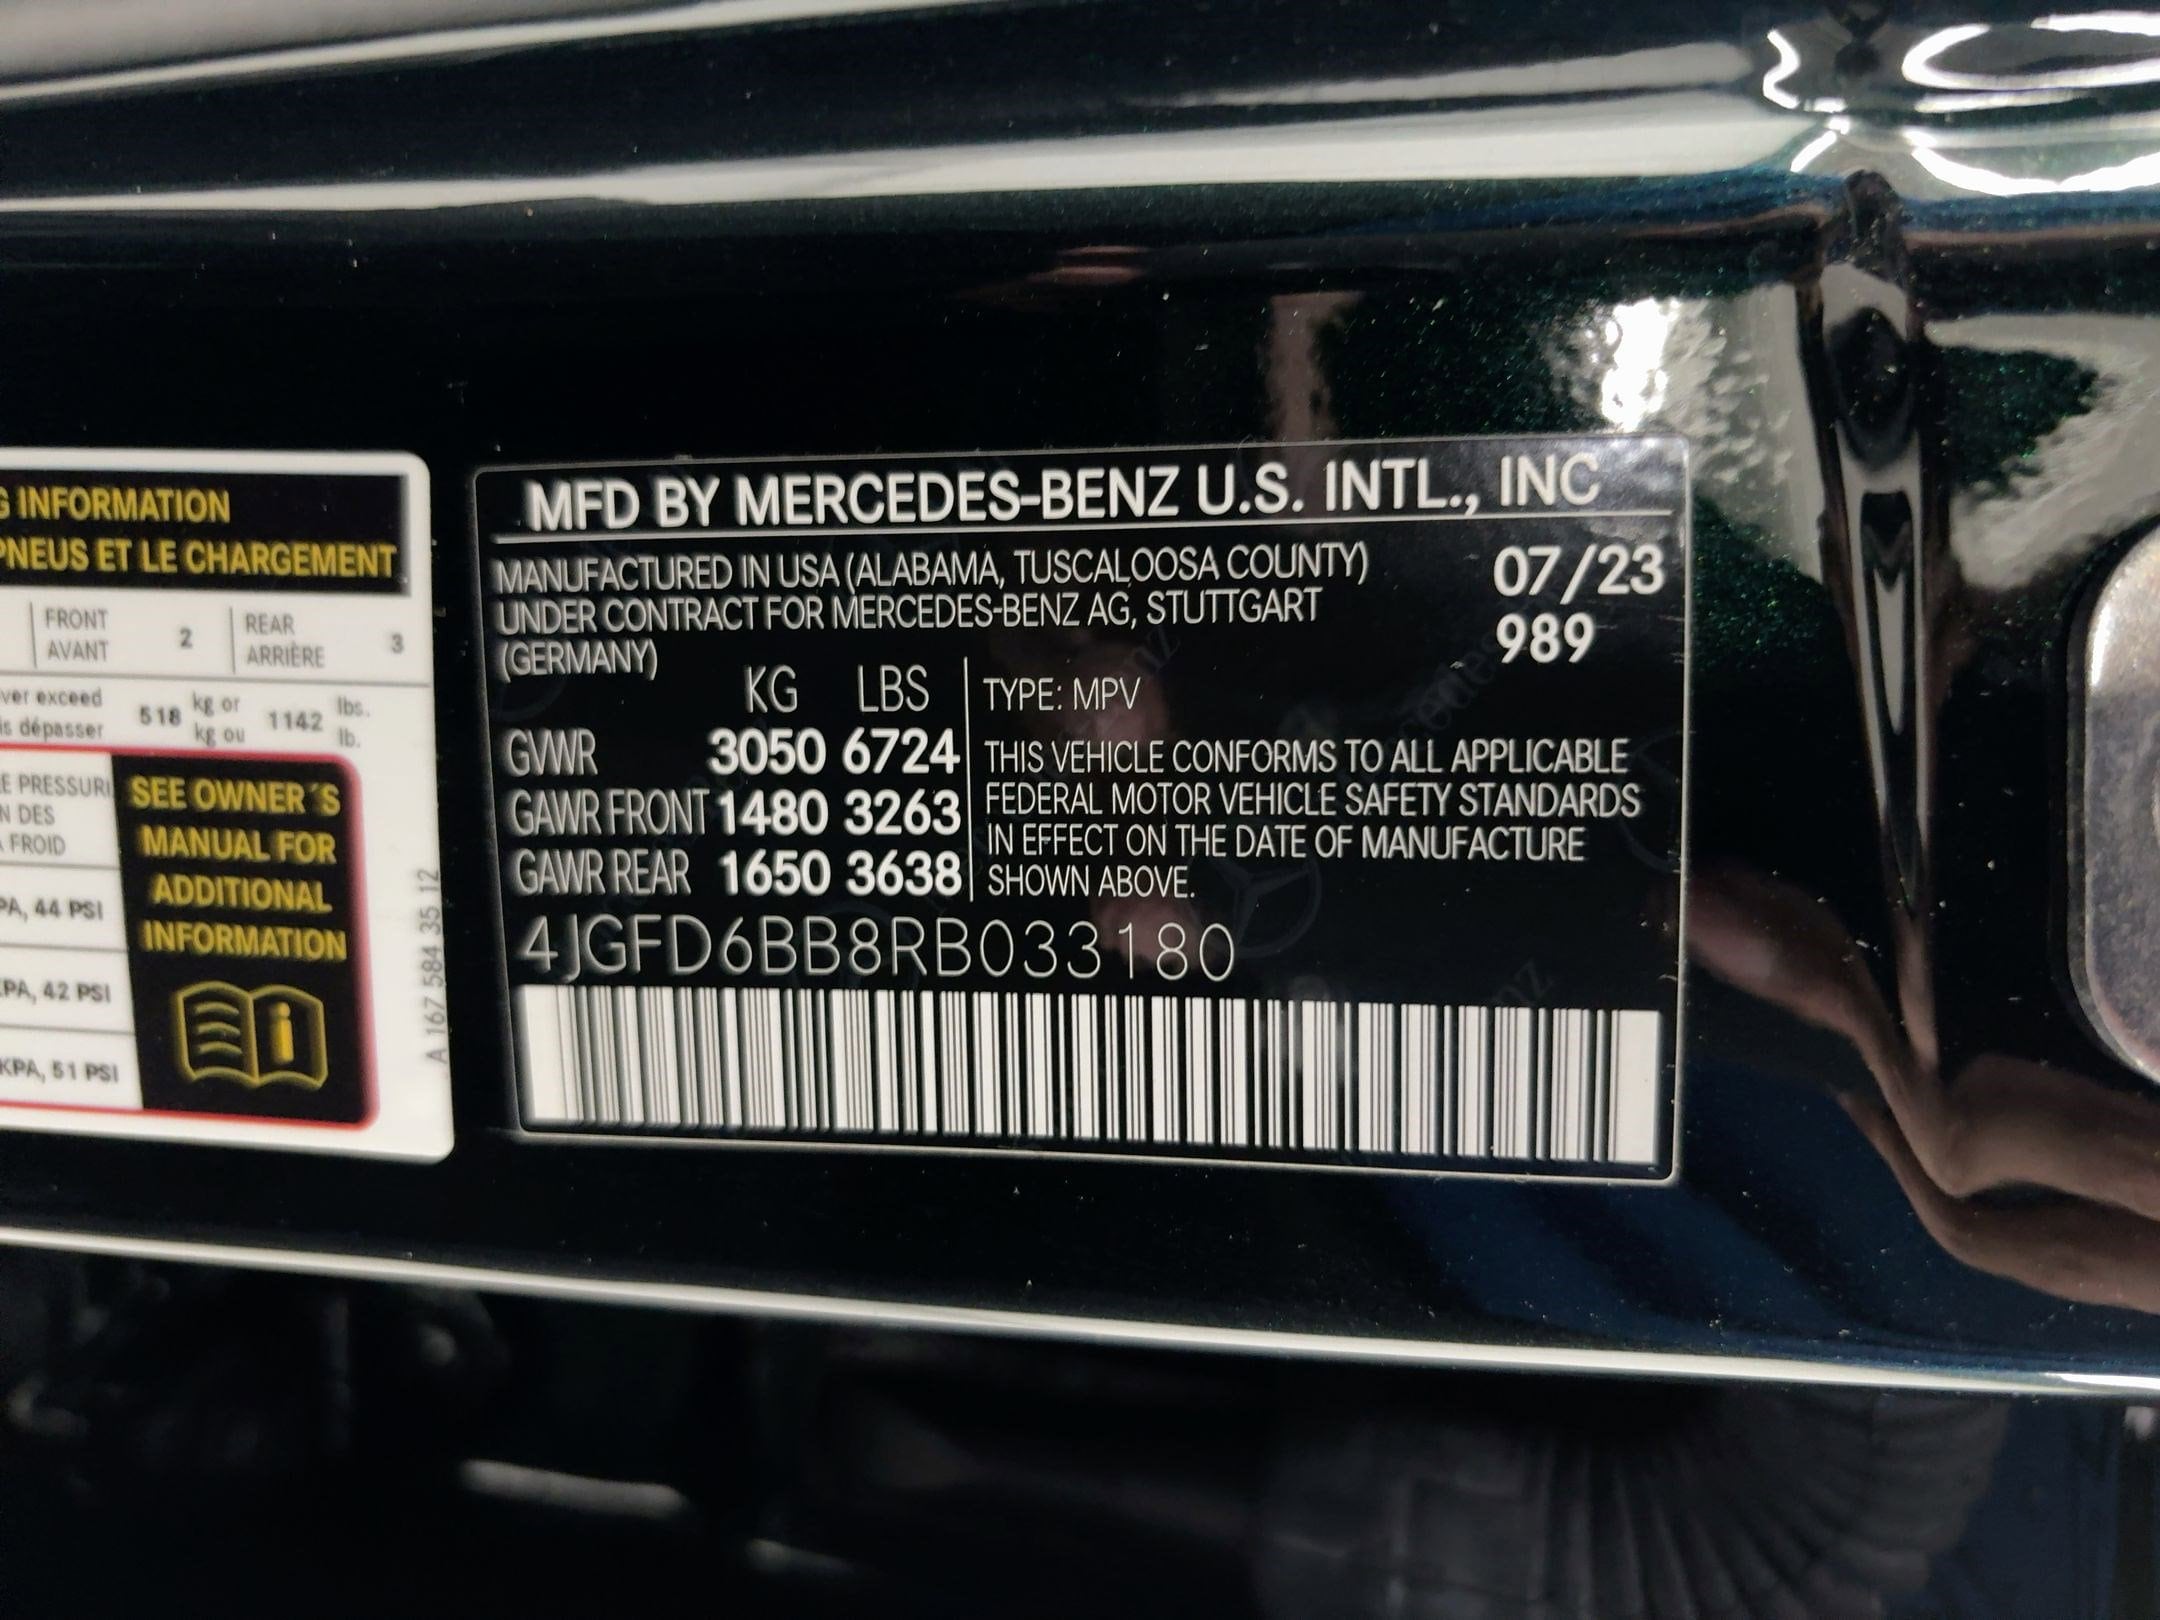 G INFORMATION
PNEUS ET LE CHARGEMENT
FRONT 2 REAR 3
AVANT ARRIÈRE
ver exceed 518 kg or 1142 lbs.
is dépasser kg ou lb.
E PRESSUR
N DES
FROID
PA, 44 PSI
PA, 42 PSI
KPA, 51 PSI
SEE OWNER´S
MANUAL FOR
ADDITIONAL
INFORMATION
i
A 167 584 35 12
MFD BY MERCEDES-BENZ U.S. INTL., INC
MANUFACTURED IN USA (ALABAMA, TUSCALOOSA COUNTY) 07/23
UNDER CONTRACT FOR MERCEDES-BENZ AG, STUTTGART 989
(GERMANY)
KG LBS
GVWR 3050 6724
GAWR FRONT 1480 3263
GAWR REAR 1650 3638
TYPE: MPV
THIS VEHICLE CONFORMS TO ALL APPLICABLE
FEDERAL MOTOR VEHICLE SAFETY STANDARDS
IN EFFECT ON THE DATE OF MANUFACTURE
SHOWN ABOVE.
4JGFD6BB8RB033180